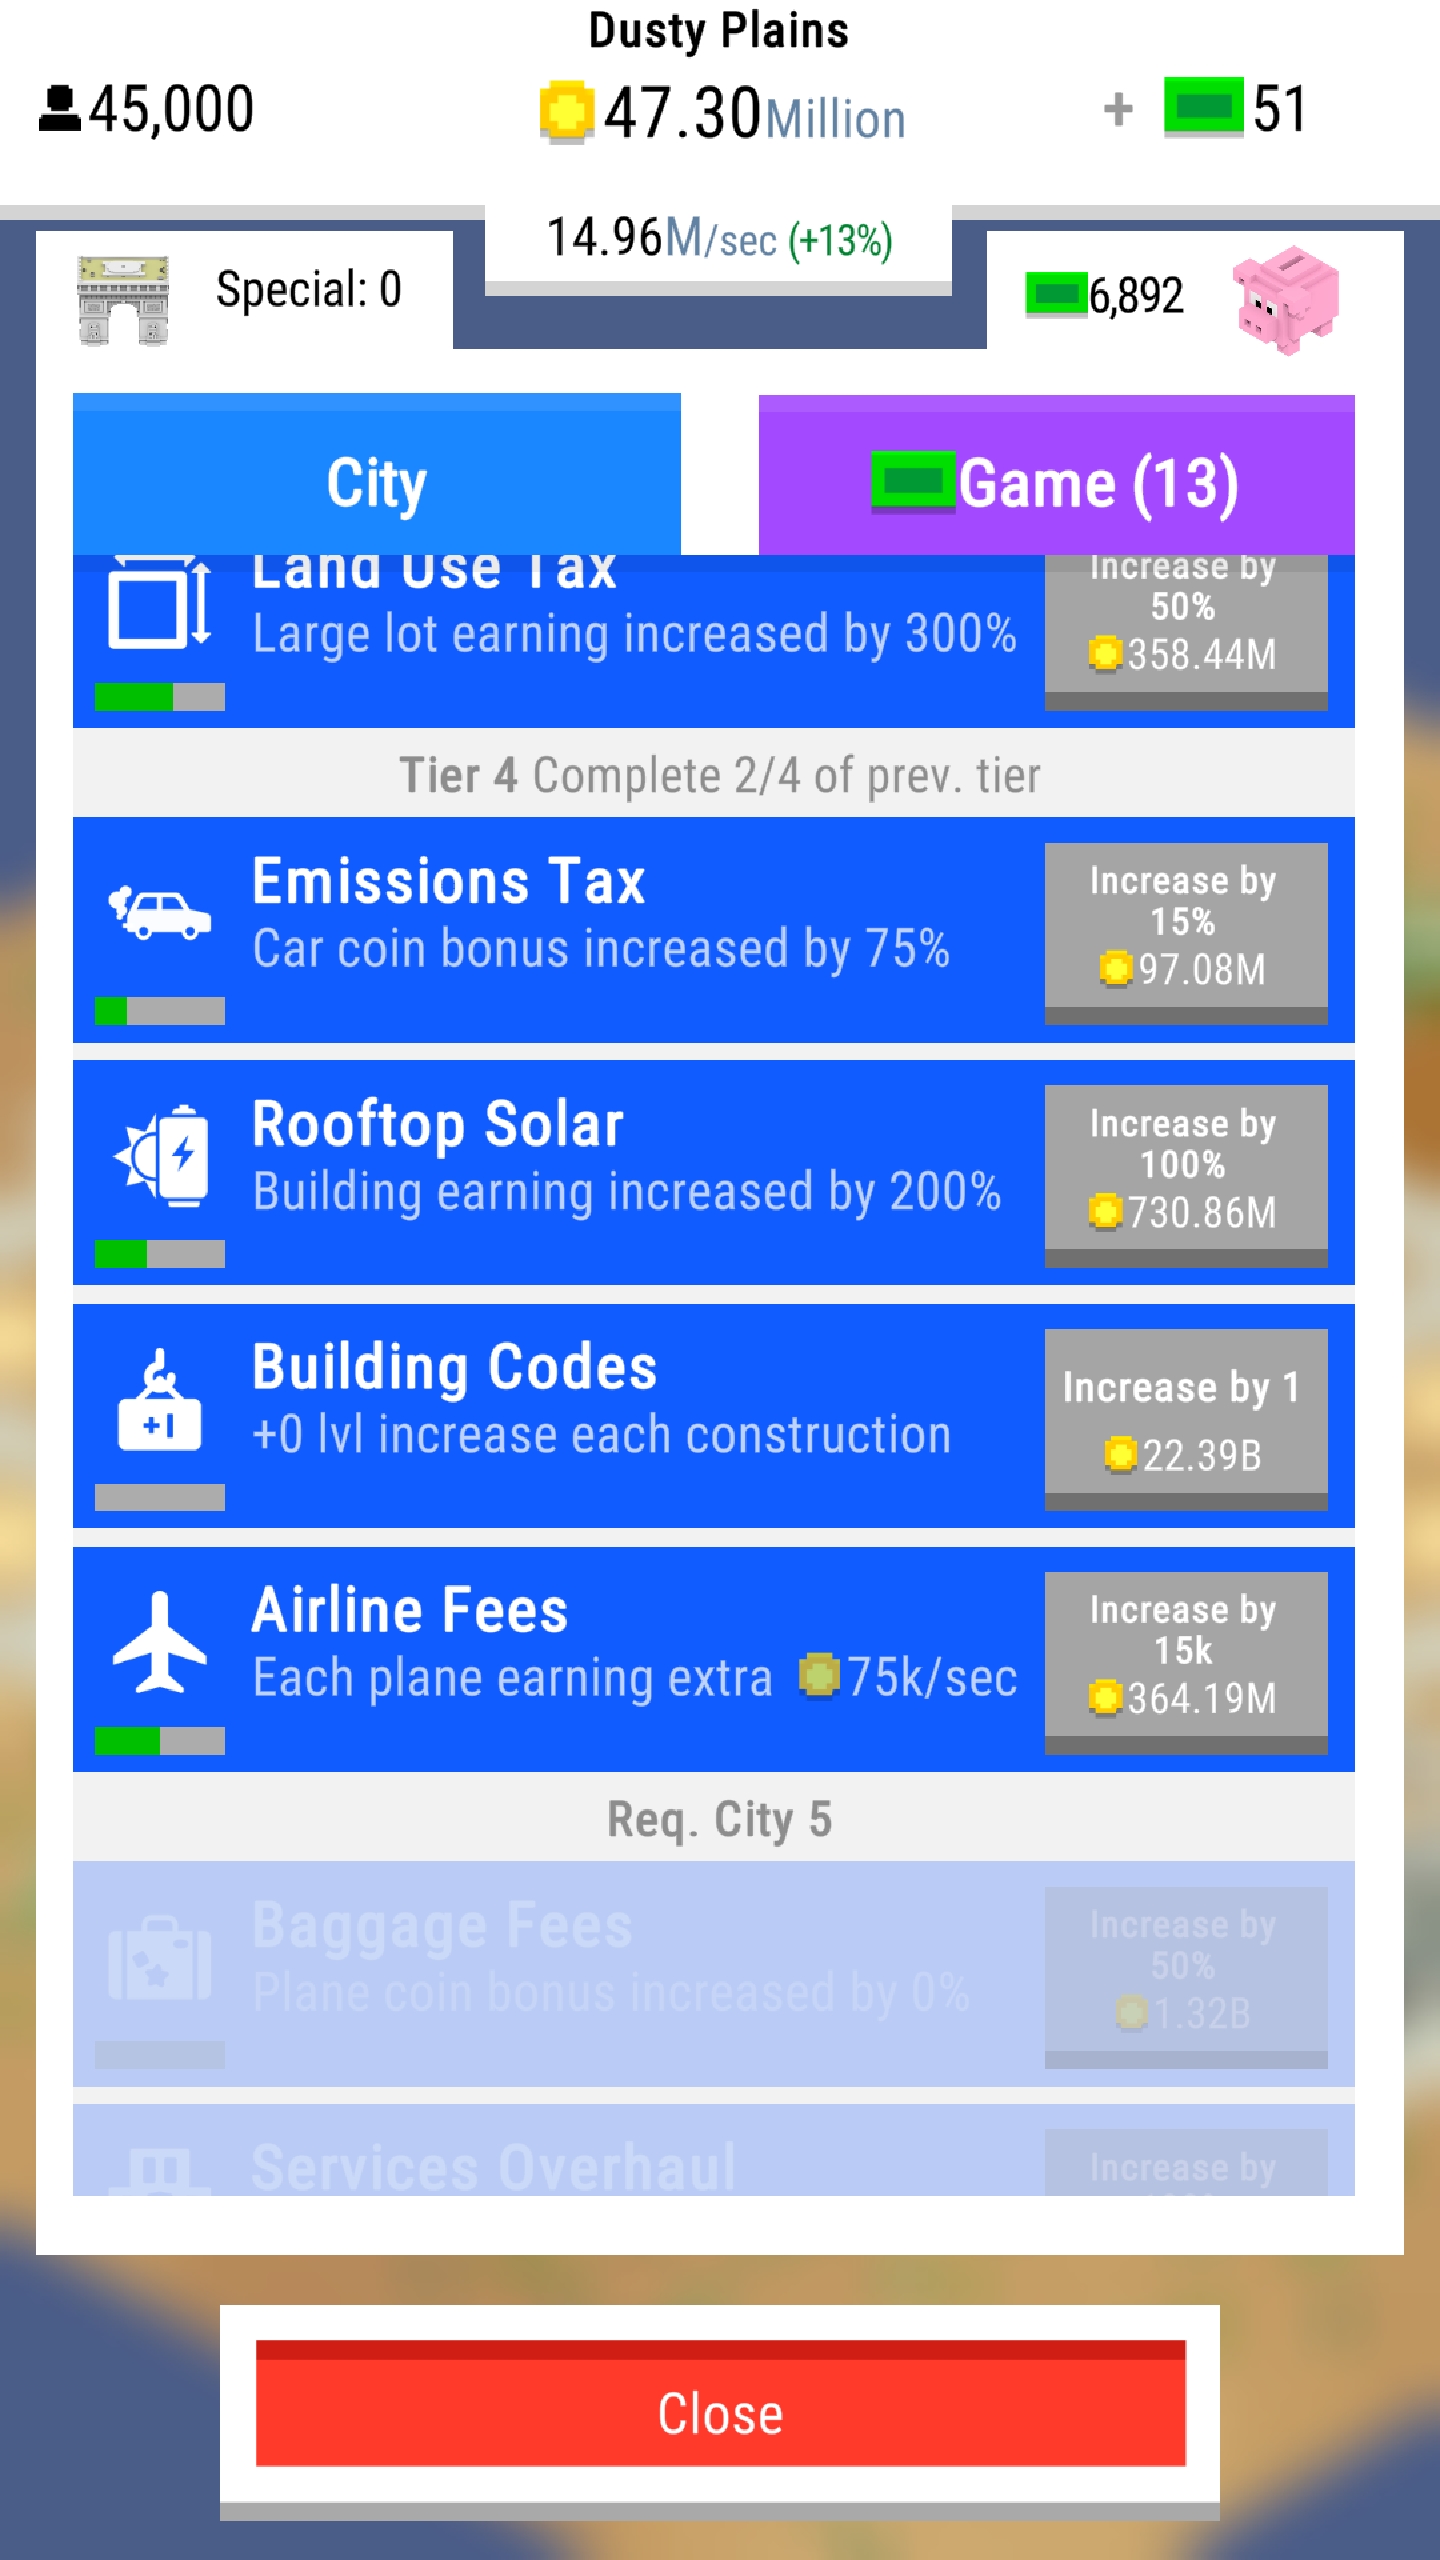 Dusty Plains
45,000
47.30Million
+ 51
14.96M/sec (+13%)
Special: 0
6,892
City
Game (13)
Land Use Tax
Large lot earning increased by 300%
Increase by
50%
358.44M
Tier 4 Complete 2/4 of prev. tier
Emissions Tax
Car coin bonus increased by 75%
Increase by
15%
97.08M
Rooftop Solar
Building earning increased by 200%
Increase by
100%
730.86M
+1
Building Codes
+0 lvl increase each construction
Increase by 1
22.39B
Airline Fees
Each plane earning extra 75k/sec
Increase by
15k
364.19M
Req. City 5
Baggage Fees
Plane coin bonus increased by 0%
Increase by
50%
1.32B
Services Overhaul
Increase by
Close